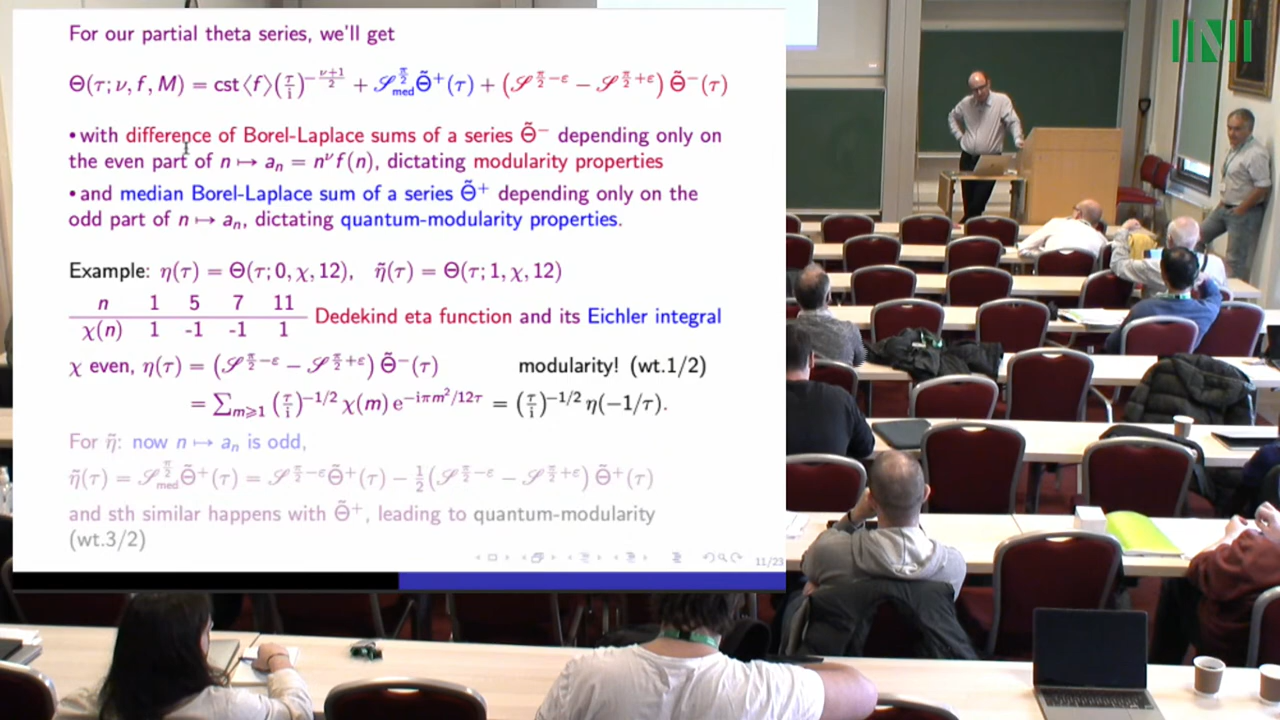 For our partial theta series, we'll get
Θ(τ; ν, f, M) = cst⟨f⟩(τ/i)^{-(ν+1)/2} + 𝒮^{π/2}_{med} Θ̃⁺(τ) + (𝒮^{π/2−ε} − 𝒮^{π/2+ε}) Θ̃⁻(τ)
• with difference of Borel-Laplace sums of a series Θ̃⁻ depending only on
the even part of n ↦ aₙ = n^ν f(n), dictating modularity properties
• and median Borel-Laplace sum of a series Θ̃⁺ depending only on the
odd part of n ↦ aₙ, dictating quantum-modularity properties.
Example: η(τ) = Θ(τ; 0, χ, 12), η̃(τ) = Θ(τ; 1, χ, 12)
n 1 5 7 11
χ(n) 1 -1 -1 1 Dedekind eta function and its Eichler integral
χ even, η(τ) = (𝒮^{π/2−ε} − 𝒮^{π/2+ε}) Θ̃⁻(τ) modularity! (wt.1/2)
= ∑_{m⩾1} (τ/i)^{−1/2} χ(m) e^{−iπm²/12τ} = (τ/i)^{−1/2} η(−1/τ).
For η̃: now n ↦ aₙ is odd,
η̃(τ) = 𝒮^{π/2}_{med} Θ̃⁺(τ) = 𝒮^{π/2−ε} Θ̃⁺(τ) − ½(𝒮^{π/2−ε} − 𝒮^{π/2+ε}) Θ̃⁺(τ)
and sth similar happens with Θ̃⁺, leading to quantum-modularity
(wt.3/2)
11/23